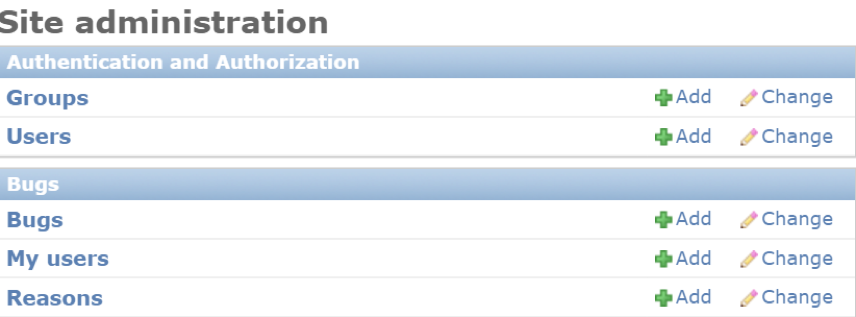 Site administration
Authentication and Authorization
Groups Add Change
Users Add Change
Bugs
Bugs Add Change
My users Add Change
Reasons Add Change